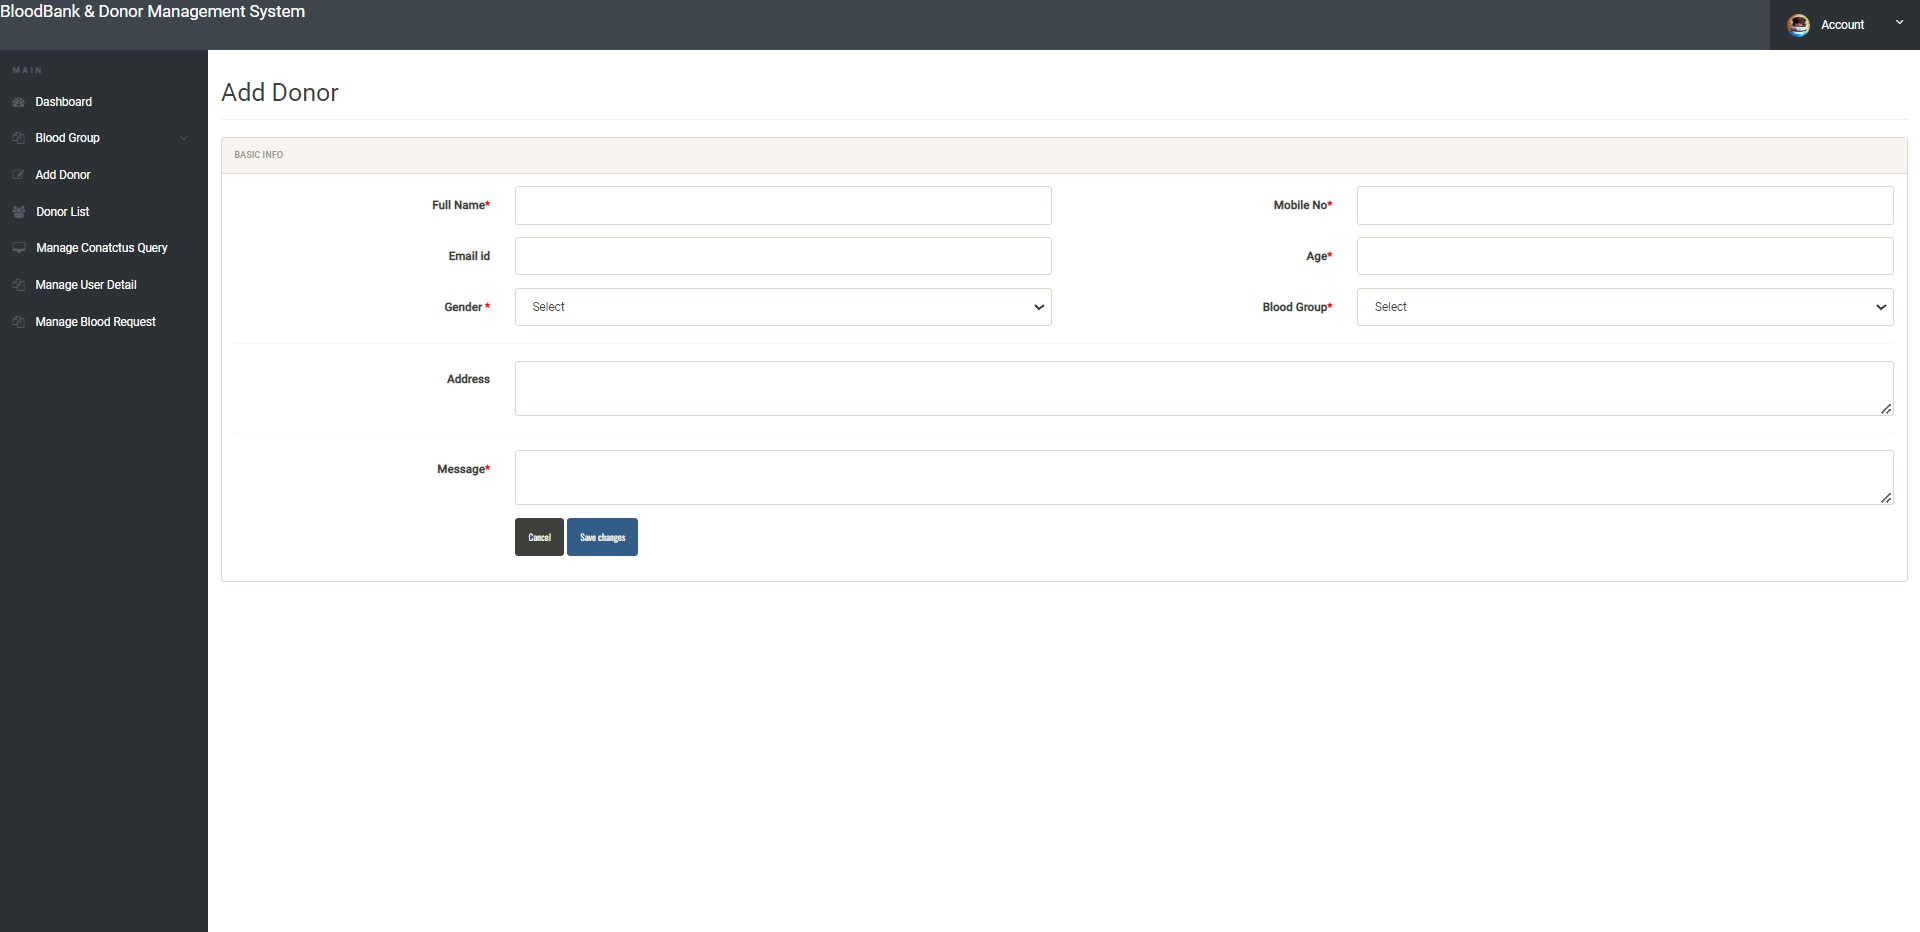 BloodBank & Donor Management System
Account
MAIN
Dashboard
Blood Group
Add Donor
Donor List
Manage Conatctus Query
Manage User Detail
Manage Blood Request
Add Donor
BASIC INFO
Full Name*
Mobile No*
Email id
Age*
Gender *
Select
Blood Group*
Select
Address
Message*
Cancel
Save changes